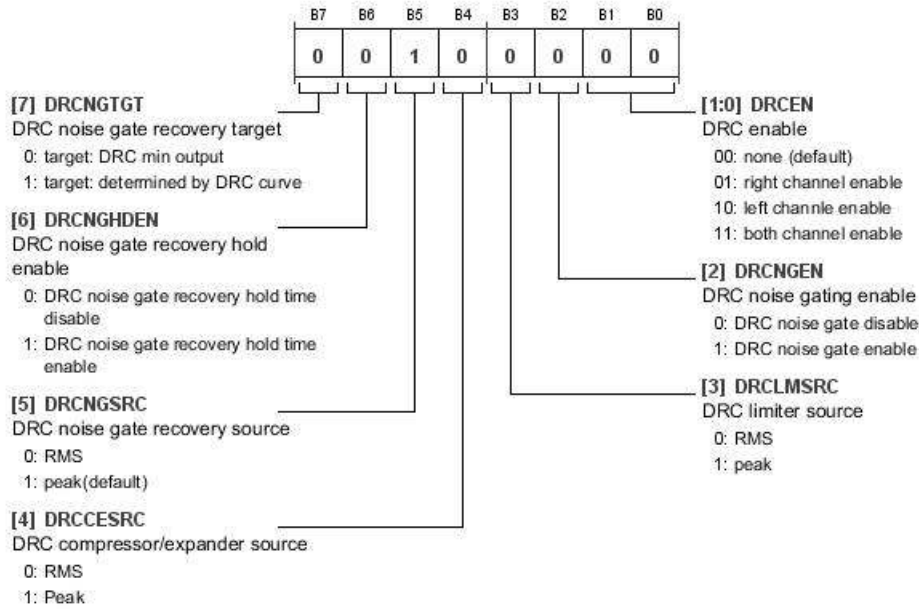 B7 B6 B5 B4 B3 B2 B1 B0
0 0 1 0 0 0 0 0
[7] DRCNGTGT
DRC noise gate recovery target
0: target: DRC min output
1: target: determined by DRC curve
[6] DRCNGHDEN
DRC noise gate recovery hold
enable
0: DRC noise gate recovery hold time
disable
1: DRC noise gate recovery hold time
enable
[5] DRCNGSRC
DRC noise gate recovery source
0: RMS
1: peak(default)
[4] DRCCESRC
DRC compressor/expander source
0: RMS
1: Peak
[1:0] DRCEN
DRC enable
00: none (default)
01: right channel enable
10: left channle enable
11: both channel enable
[2] DRCNGEN
DRC noise gating enable
0: DRC noise gate disable
1: DRC noise gate enable
[3] DRCLMSRC
DRC limiter source
0: RMS
1: peak